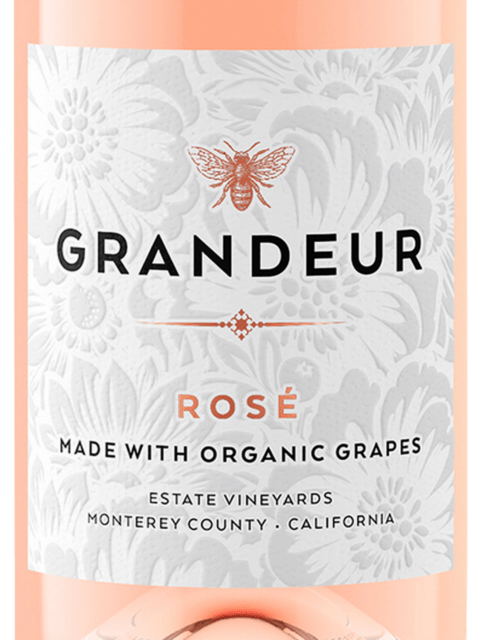 GRANDEUR
ROSÉ
MADE WITH ORGANIC GRAPES
ESTATE VINEYARDS
MONTEREY COUNTY · CALIFORNIA